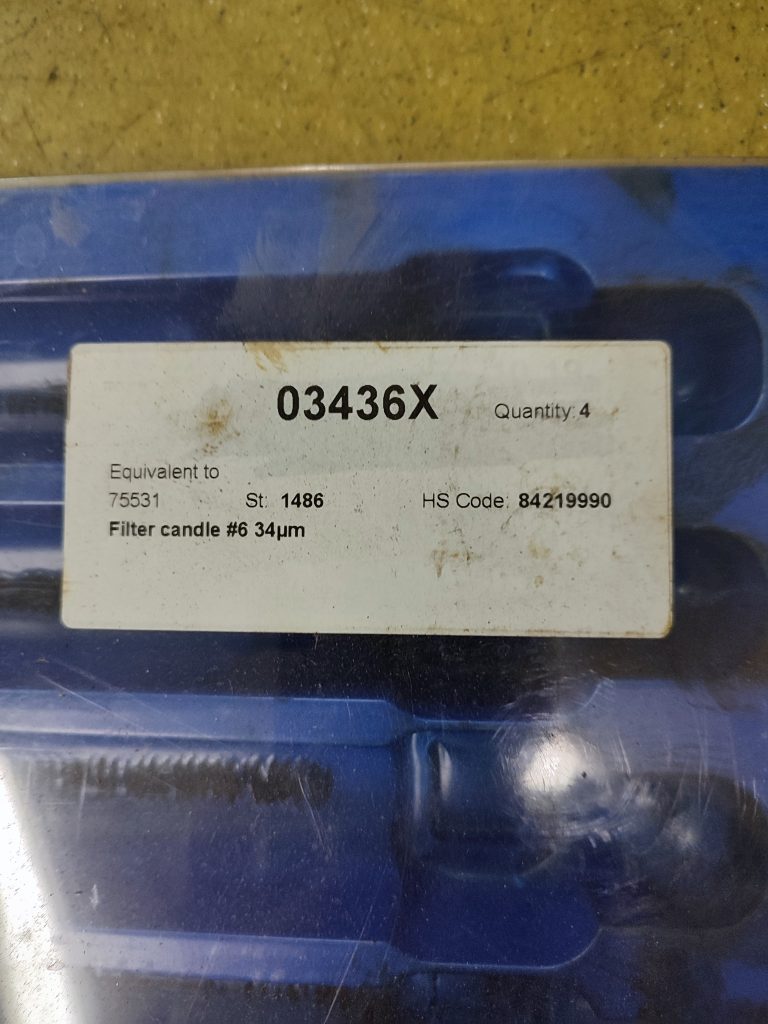 03436X Quantity: 4
Equivalent to
75531 St: 1486 HS Code: 84219990
Filter candle #6 34µm